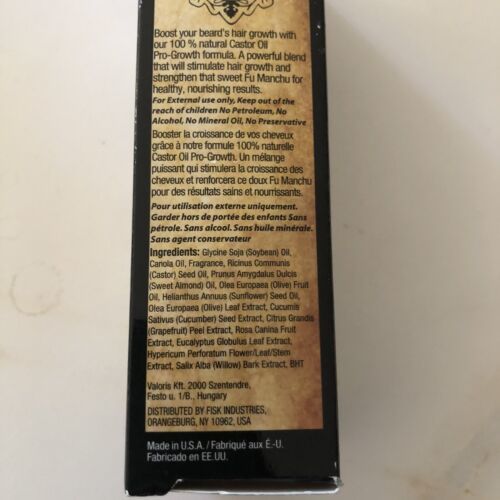 Boost your beard's hair growth with
our 100 % natural Castor Oil
Pro-Growth formula. A powerful blend
that will stimulate hair growth and
strengthen that sweet Fu Manchu for
healthy, nourishing results.
For External use only, Keep out of the
reach of children No Petroleum, No
Alcohol, No Mineral Oil, No Preservative
Booster la croissance de vos cheveux
grâce à notre formule 100% naturelle
Castor Oil Pro-Growth. Un mélange
puissant qui stimulera la croissance des
cheveux et renforcera ce doux Fu Manchu
pour des résultats sains et nourrissants.
Pour utilisation externe uniquement.
Garder hors de portée des enfants Sans
pétrole. Sans alcool. Sans huile minérale.
Sans agent conservateur
Ingredients: Glycine Soja (Soybean) Oil,
Canola Oil, Fragrance, Ricinus Communis
(Castor) Seed Oil, Prunus Amygdalus Dulcis
(Sweet Almond) Oil, Olea Europaea (Olive) Fruit
Oil, Helianthus Annuus (Sunflower) Seed Oil,
Olea Europaea (Olive) Leaf Extract, Cucumis
Sativus (Cucumber) Seed Extract, Citrus Grandis
(Grapefruit) Peel Extract, Rosa Canina Fruit
Extract, Eucalyptus Globulus Leaf Extract,
Hypericum Perforatum Flower/Leaf/Stem
Extract, Salix Alba (Willow) Bark Extract, BHT
Valoris Kft. 2000 Szentendre,
Festo u. 1/B., Hungary
DISTRIBUTED BY FISK INDUSTRIES,
ORANGEBURG, NY 10962, USA
Made in U.S.A. / Fabriqué aux É.-U.
Fabricado en EE.UU.